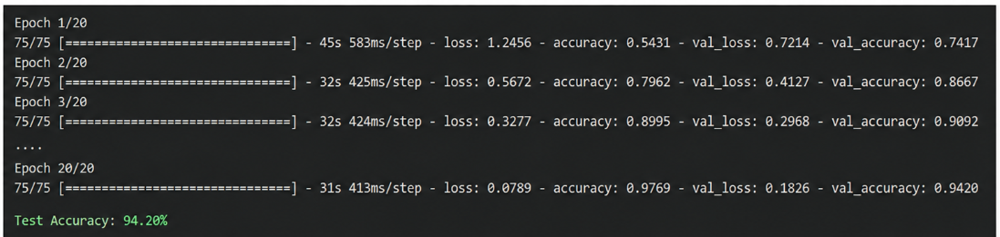 Epoch 1/20
75/75 [==============================] - 45s 583ms/step - loss: 1.2456 - accuracy: 0.5431 - val_loss: 0.7214 - val_accuracy: 0.7417
Epoch 2/20
75/75 [==============================] - 32s 425ms/step - loss: 0.5672 - accuracy: 0.7962 - val_loss: 0.4127 - val_accuracy: 0.8667
Epoch 3/20
75/75 [==============================] - 32s 424ms/step - loss: 0.3277 - accuracy: 0.8995 - val_loss: 0.2968 - val_accuracy: 0.9092
....
Epoch 20/20
75/75 [==============================] - 31s 413ms/step - loss: 0.0789 - accuracy: 0.9769 - val_loss: 0.1826 - val_accuracy: 0.9420
Test Accuracy: 94.20%